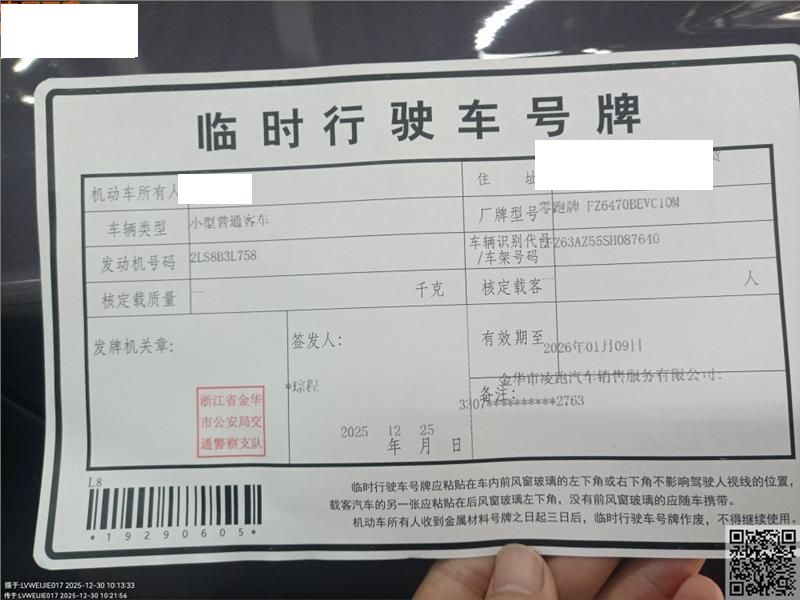 临时行驶车号牌
机动车所有人
住 址
车辆类型 小型普通客车
厂牌型号 零跑牌 FZ6470BEVC10M
发动机号码 2LS8B3L758
车辆识别代号 FZ63AZ55SH087640
/车架号码
核定载质量 --- 千克
核定载客 --- 人
发牌机关章:
浙江省金华
市公安局交
通警察支队
签发人:
*琮程
2025 12 25
年 月 日
有效期至 2026年01月09日
备注: 金华市凌跑汽车销售服务有限公司:
3307**********2763
L8
*19290605*
临时行驶车号牌应粘贴在车内前风窗玻璃的左下角或右下角不影响驾驶人视线的位置,
载客汽车的另一张应粘贴在后风窗玻璃左下角，没有前风窗玻璃的应随车携带。
机动车所有人收到金属材料号牌之日起三日后，临时行驶车号牌作废，不得继续使用。
摄于:LVWEIJIE017 2025-12-30 10:13:33
传于:LVWEIJIE017 2025-12-30 10:21:56